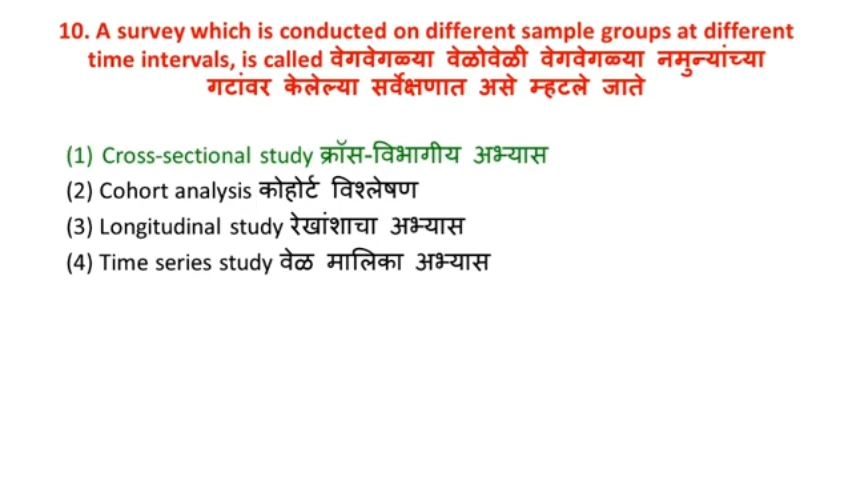 10. A survey which is conducted on different sample groups at different
time intervals, is called वेगवेगळ्या वेळोवेळी वेगवेगळ्या नमुन्यांच्या
गटांवर केलेल्या सर्वेक्षणात असे म्हटले जाते
(1) Cross-sectional study क्रॉस-विभागीय अभ्यास
(2) Cohort analysis कोहोर्ट विश्लेषण
(3) Longitudinal study रेखांशाचा अभ्यास
(4) Time series study वेळ मालिका अभ्यास